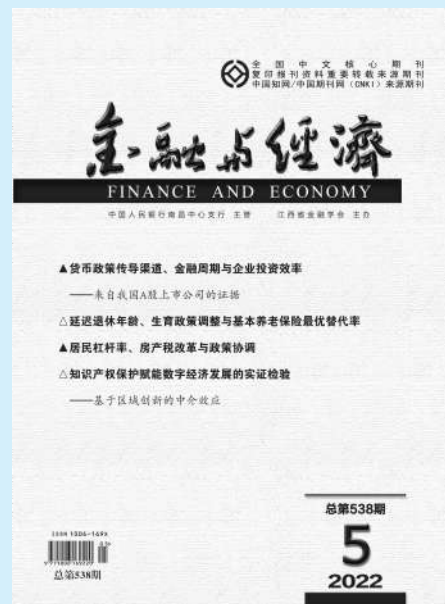 全国中文核心期刊
复印报刊资料重要转载来源期刊
中国知网/中国期刊网（CNKI）来源期刊
金融与经济
FINANCE AND ECONOMY
中国人民银行南昌中心支行 主管 江西省金融学会 主办
▲货币政策传导渠道、金融周期与企业投资效率
——来自我国A股上市公司的证据
△延迟退休年龄、生育政策调整与基本养老保险最优替代率
▲居民杠杆率、房产税改革与政策协调
△知识产权保护赋能数字经济发展的实证检验
——基于区域创新的中介效应
总第538期
5
2022
ISSN 1006-169X
总第538期